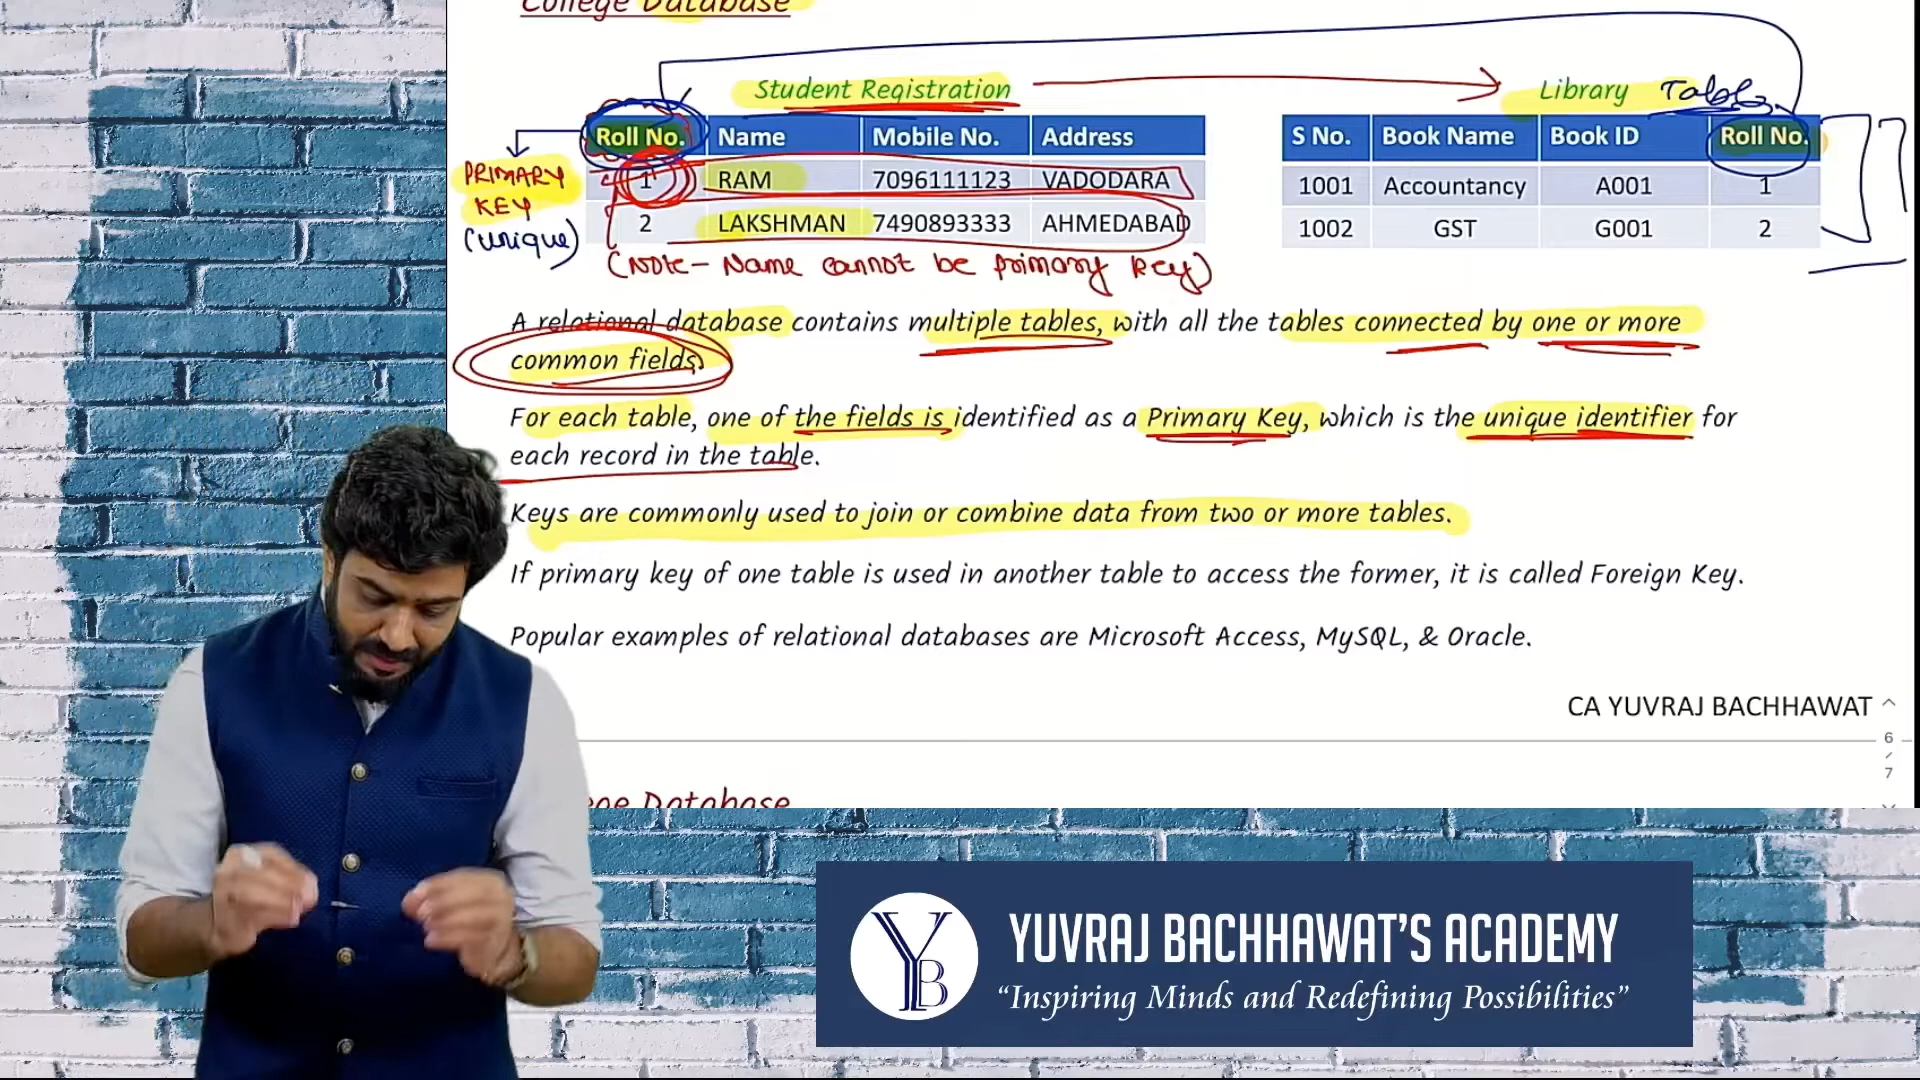 College Database
Student Registration
Library Table
Roll No. Name Mobile No. Address
1 RAM 7096111123 VADODARA
2 LAKSHMAN 7490893333 AHMEDABAD
S No. Book Name Book ID Roll No.
1001 Accountancy A001 1
1002 GST G001 2
PRIMARY
KEY
(unique)
(Note- Name cannot be primary key)
A relational database contains multiple tables, with all the tables connected by one or more
common fields.
For each table, one of the fields is identified as a Primary Key, which is the unique identifier for
each record in the table.
Keys are commonly used to join or combine data from two or more tables.
If primary key of one table is used in another table to access the former, it is called Foreign Key.
Popular examples of relational databases are Microsoft Access, MySQL, & Oracle.
CA YUVRAJ BACHHAWAT
6
/
7
ege Database
YB
YUVRAJ BACHHAWAT'S ACADEMY
"Inspiring Minds and Redefining Possibilities"